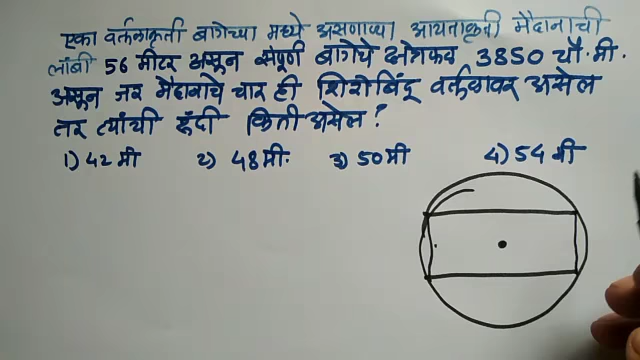 एका वर्तुळाकृती बागेच्या मध्ये असणाऱ्या आयताकृती मैदानाची
लांबी 56 मीटर असून संपूर्ण बागेचे क्षेत्रफळ 3850 चौ.मी.
असून जर मैदानाचे चार ही शिरोबिंदू वर्तुळावर असेल
तर त्यांची रुंदी किती असेल?
1) 42 मी 2) 48 मी. 3) 50 मी 4) 54 मी